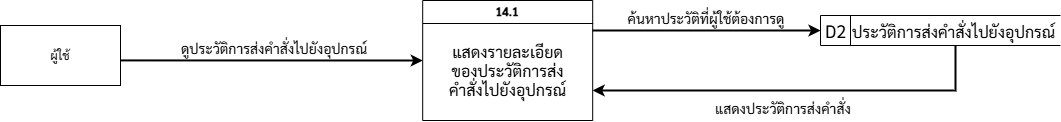 14.1
ค้นหาประวัติที่ผู้ใช้ต้องการดู
D2 ประวัติการส่งคำสั่งไปยังอุปกรณ์
ผู้ใช้
ดูประวัติการส่งคำสั่งไปยังอุปกรณ์
แสดงรายละเอียด
ของประวัติการส่ง
คำสั่งไปยังอุปกรณ์
แสดงประวัติการส่งคำสั่ง